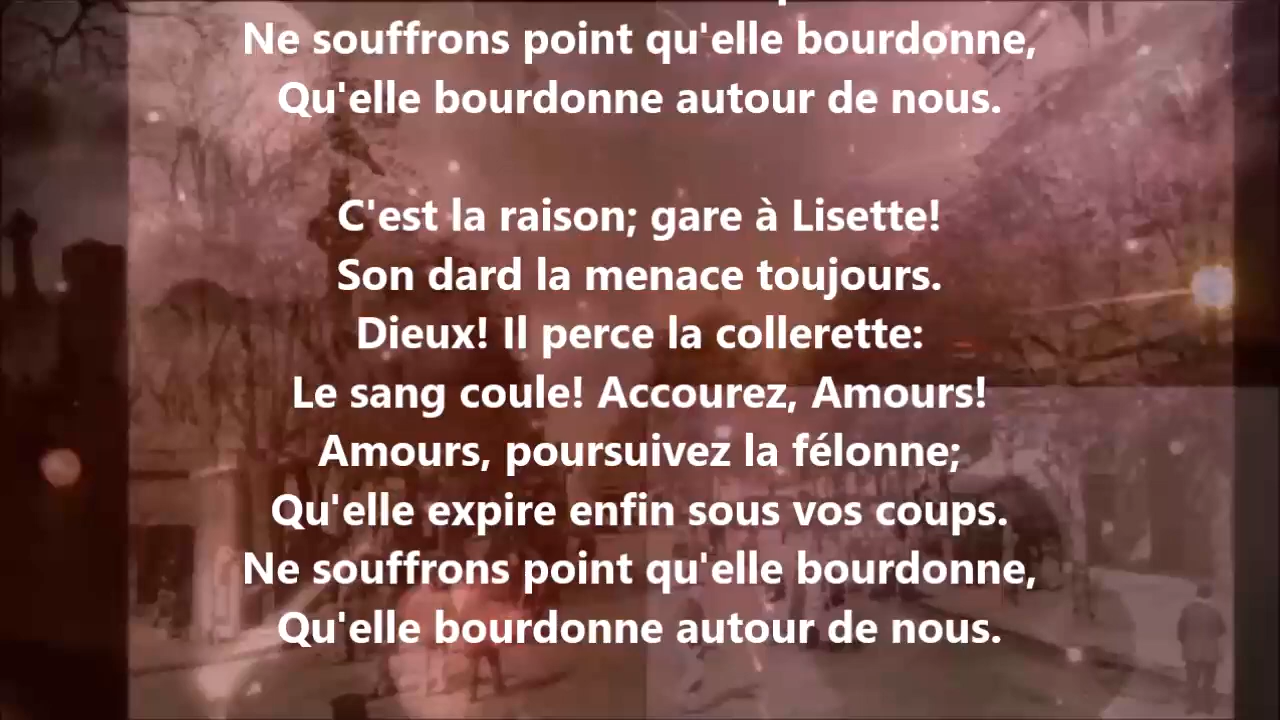 Ne souffrons point qu'elle bourdonne,
Qu'elle bourdonne autour de nous.
C'est la raison; gare à Lisette!
Son dard la menace toujours.
Dieux! Il perce la collerette:
Le sang coule! Accourez, Amours!
Amours, poursuivez la félonne;
Qu'elle expire enfin sous vos coups.
Ne souffrons point qu'elle bourdonne,
Qu'elle bourdonne autour de nous.